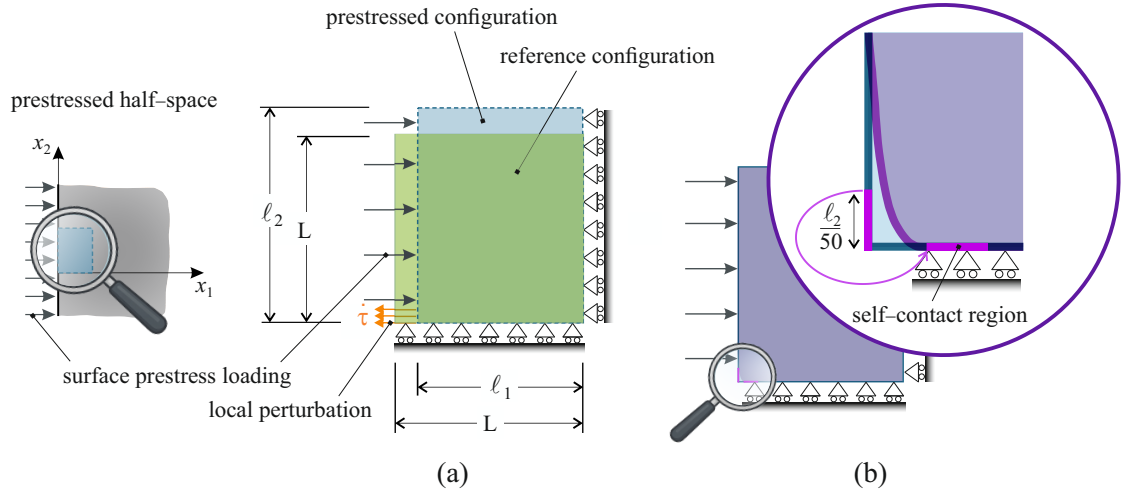 prestressed configuration
reference configuration
prestressed half–space
x₂
x₁
ℓ₂
L
τ̇
surface prestress loading
local perturbation
ℓ₁
L
(a)
ℓ₂
50
self–contact region
(b)